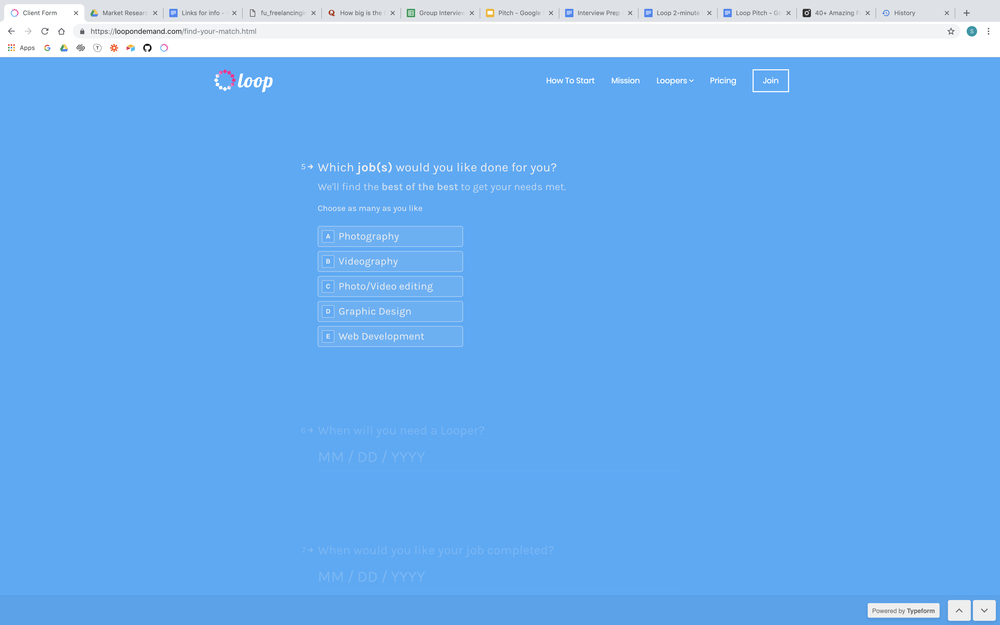 Client Form
Market Researc
Links for info -
fu_freelancingin
How big is the f
Group Interview
Pitch - Google S
Interview Prep -
Loop 2-minute
Loop Pitch - Go
40+ Amazing F
History
https://loopondemand.com/find-your-match.html
S
Apps
T
loop
How To Start
Mission
Loopers
Pricing
Join
5 → Which job(s) would you like done for you?
We'll find the best of the best to get your needs met.
Choose as many as you like
A Photography
B Videography
C Photo/Video editing
D Graphic Design
E Web Development
6 → When will you need a Looper?
MM / DD / YYYY
7 → When would you like your job completed?
MM / DD / YYYY
Powered by Typeform